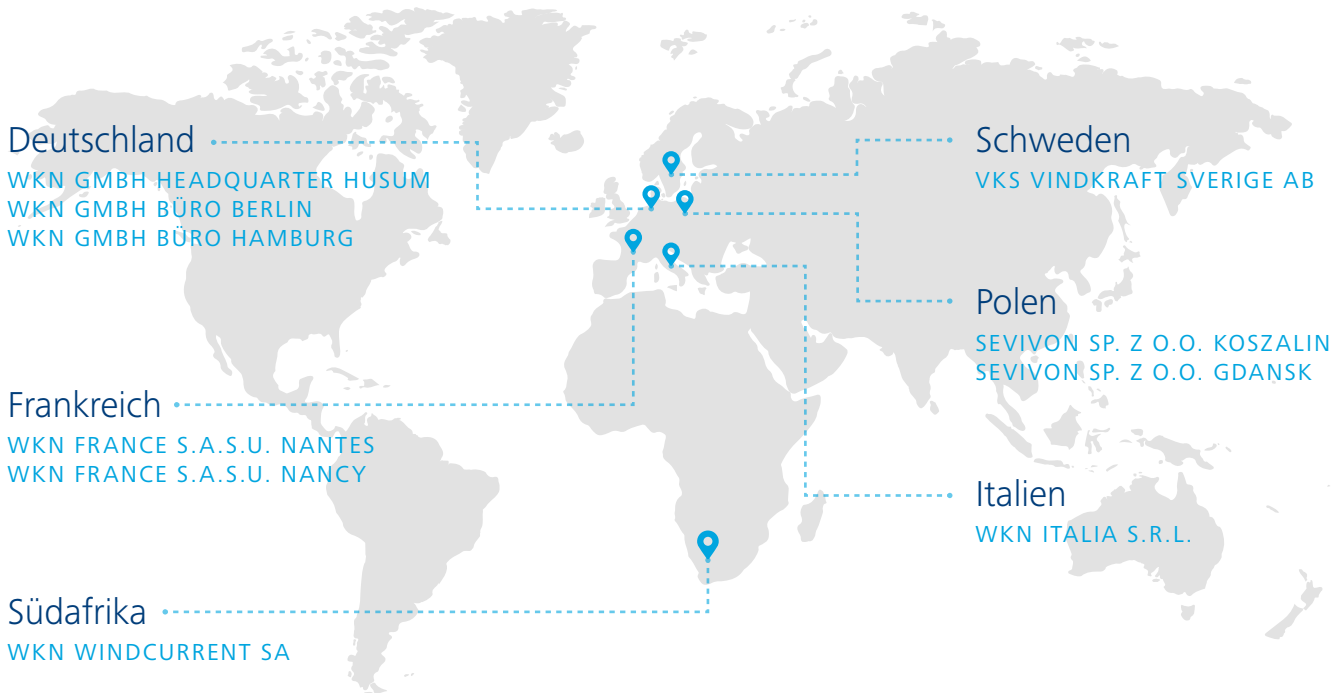 Deutschland
WKN GMBH HEADQUARTER HUSUM
WKN GMBH BÜRO BERLIN
WKN GMBH BÜRO HAMBURG
Frankreich
WKN FRANCE S.A.S.U. NANTES
WKN FRANCE S.A.S.U. NANCY
Südafrika
WKN WINDCURRENT SA
Schweden
VKS VINDKRAFT SVERIGE AB
Polen
SEVIVON SP. Z O.O. KOSZALIN
SEVIVON SP. Z O.O. GDANSK
Italien
WKN ITALIA S.R.L.